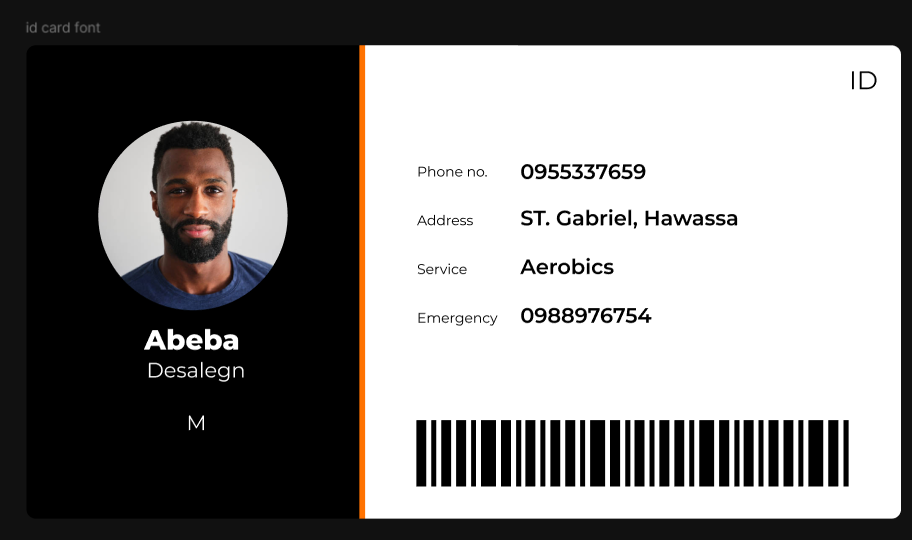 id card font
ID
Abeba
Desalegn
M
Phone no. 0955337659
Address ST. Gabriel, Hawassa
Service Aerobics
Emergency 0988976754